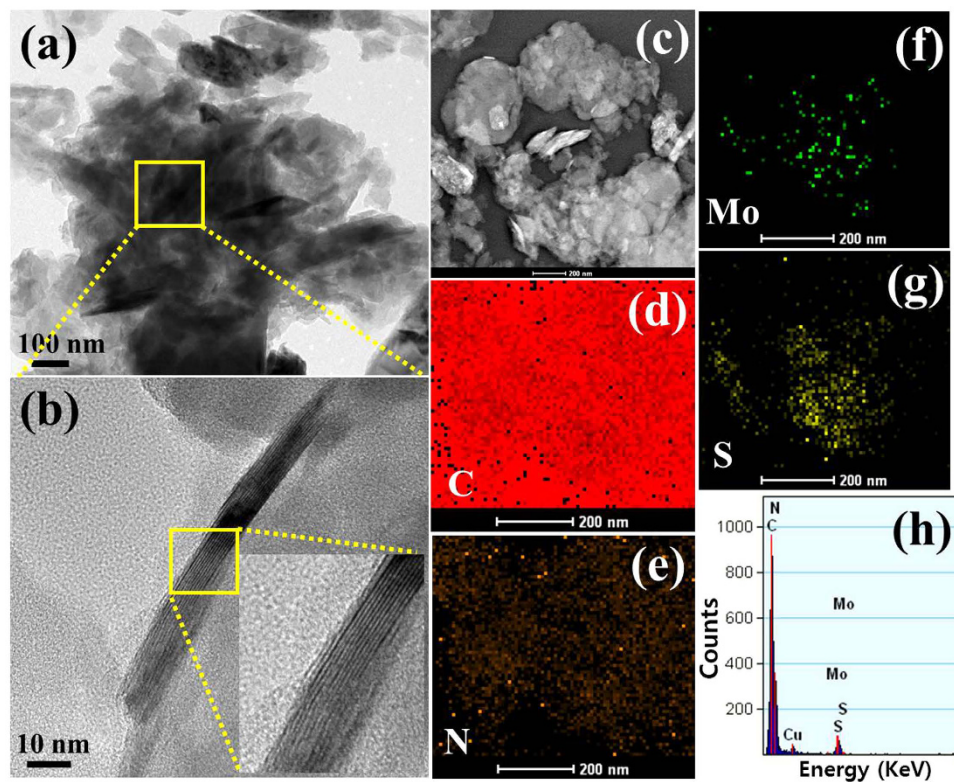 (a)
100 nm
(b)
10 nm
(c)
200 nm
(d)
C
200 nm
(e)
N
200 nm
(f)
Mo
200 nm
(g)
S
200 nm
(h)
N
C
1000
800
600
400
200
Counts
Mo
Mo
S
S
Cu
Energy (KeV)